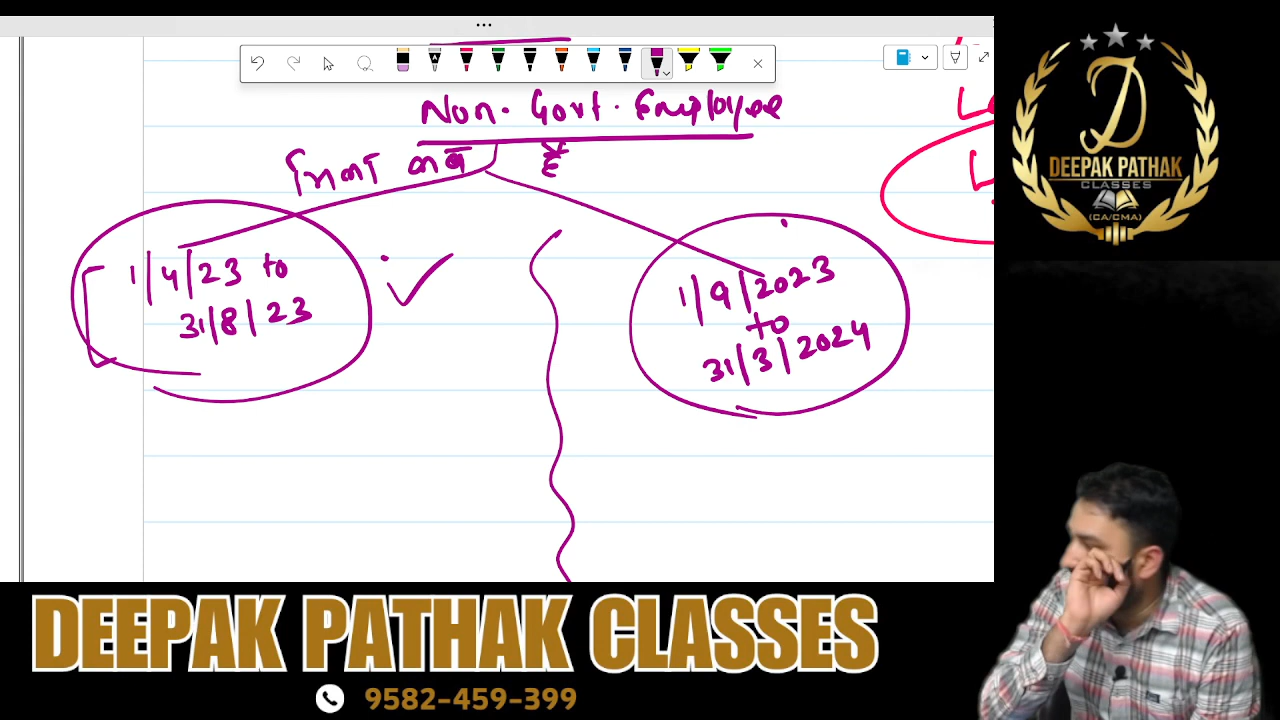 Non. Govt. Employee
मिला कब है
1/4/23 to
31/8/23
1/9/2023
to
31/3/2024
D
DEEPAK PATHAK
CLASSES
(CA/CMA)
DEEPAK PATHAK CLASSES
9582-459-399